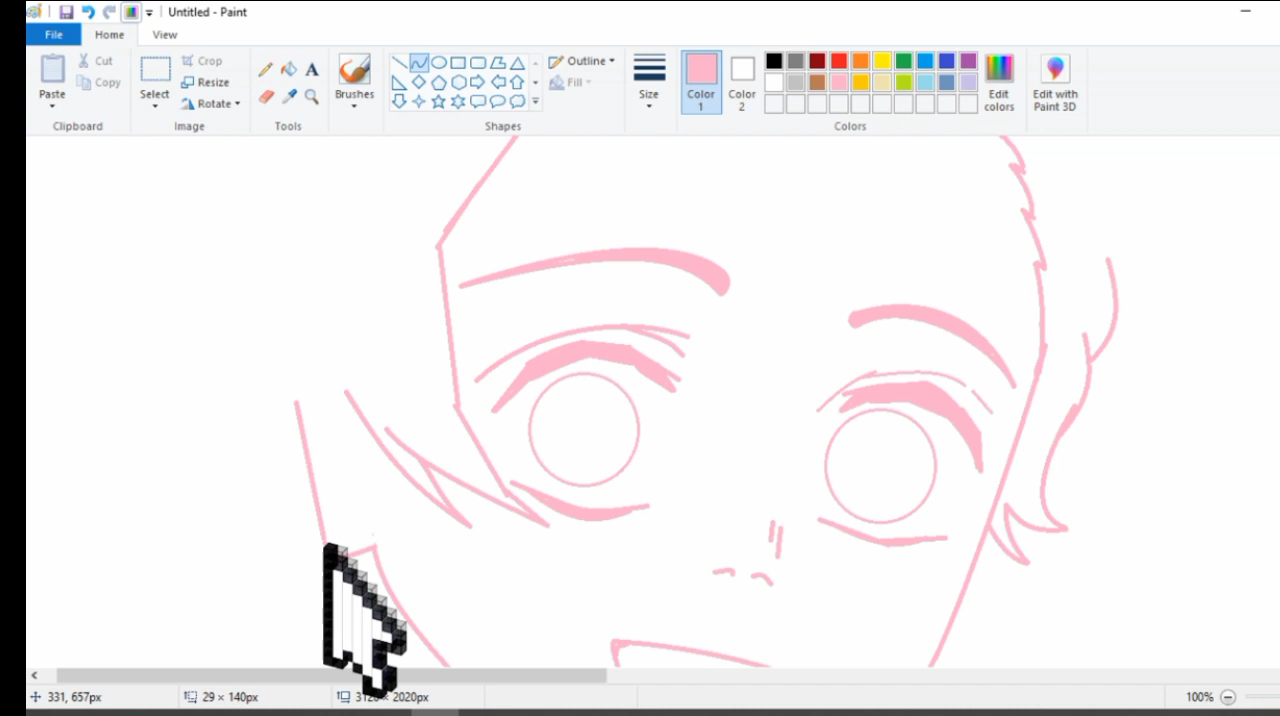 Untitled - Paint
File Home View
Paste
Cut
Copy
Clipboard
Select
Crop
Resize
Rotate
Image
A
Tools
Brushes
Outline
Fill
Shapes
Size
Color 1
Color 2
Edit colors
Colors
Edit with Paint 3D
331, 657px
29 × 140px
2020px
100%